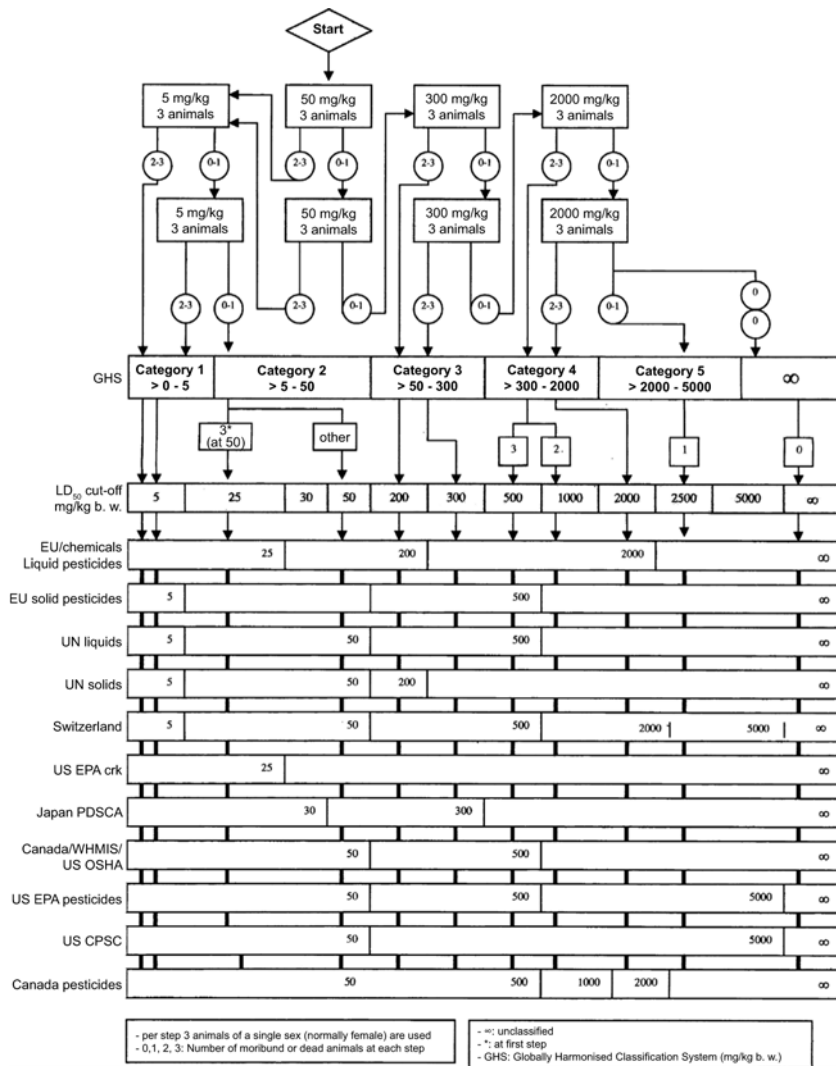 Start
5 mg/kg
3 animals
50 mg/kg
3 animals
300 mg/kg
3 animals
2000 mg/kg
3 animals
2-3
0-1
2-3
0-1
2-3
0-1
2-3
0-1
5 mg/kg
3 animals
50 mg/kg
3 animals
300 mg/kg
3 animals
2000 mg/kg
3 animals
2-3
0-1
2-3
0-1
2-3
0-1
2-3
0-1
0
0
GHS
Category 1
> 0 - 5
Category 2
> 5 - 50
Category 3
> 50 - 300
Category 4
> 300 - 2000
Category 5
> 2000 - 5000
∞
3*
(at 50)
other
3
2.
1
0
LD50 cut-off
mg/kg b. w.
5 25 30 50 200 300 500 1000 2000 2500 5000 ∞
EU/chemicals
Liquid pesticides
25 200 2000 ∞
EU solid pesticides 5 500 ∞
UN liquids 5 50 500 ∞
UN solids 5 50 200 ∞
Switzerland 5 50 500 2000 5000 ∞
US EPA crk 25 ∞
Japan PDSCA 30 300 ∞
Canada/WHMIS/
US OSHA
50 500 ∞
US EPA pesticides 50 500 5000 ∞
US CPSC 50 5000 ∞
Canada pesticides 50 500 1000 2000 ∞
- per step 3 animals of a single sex (normally female) are used
- 0,1, 2, 3: Number of moribund or dead animals at each step
- ∞: unclassified
- *: at first step
- GHS: Globally Harmonised Classification System (mg/kg b. w.)